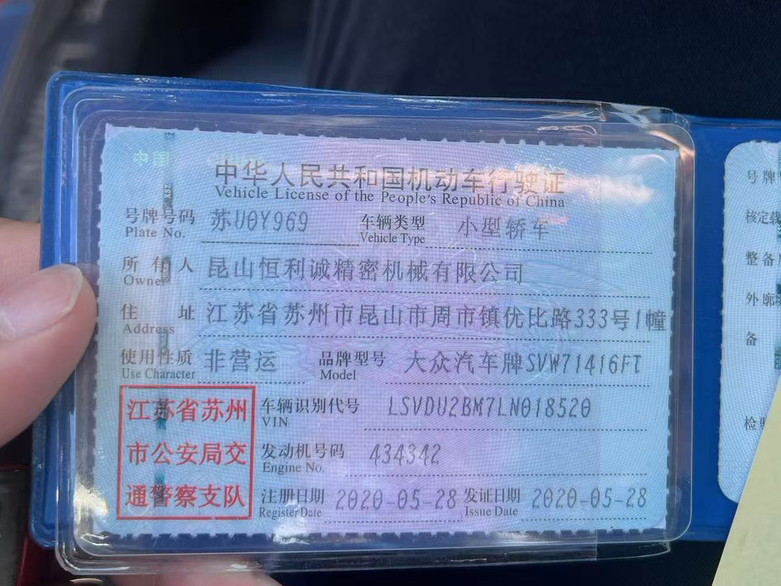 中国
中华人民共和国机动车行驶证
Vehicle License of the People's Republic of China
号牌号码 苏U0Y969 车辆类型 小型轿车
Plate No. Vehicle Type
所有人 昆山恒利诚精密机械有限公司
Owner
住址 江苏省苏州市昆山市周市镇优比路333号1幢
Address
使用性质 非营运 品牌型号 大众汽车牌SVW71416FT
Use Character Model
江苏省苏州
市公安局交
通警察支队
车辆识别代号 LSVDU2BM7LN018520
VIN
发动机号码 434342
Engine No.
注册日期 2020-05-28 发证日期 2020-05-28
Register Date Issue Date
号牌
核定载
整备
外廓
备
检验